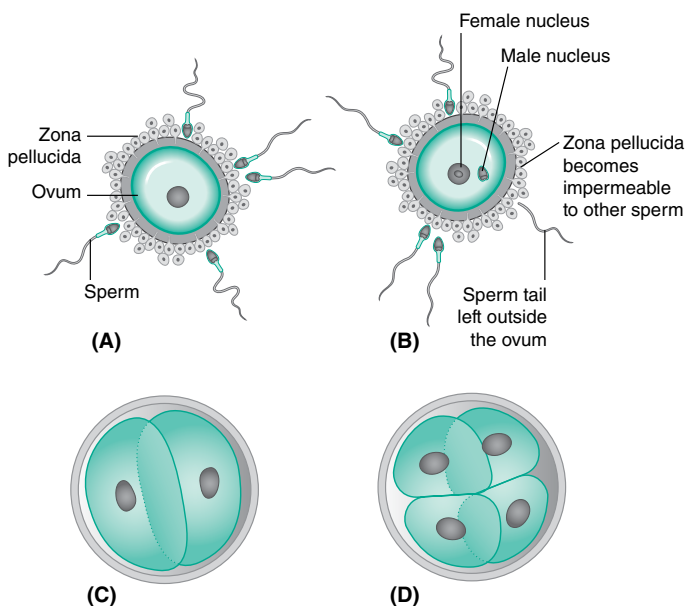 Zona
pellucida
Ovum
Sperm
(A)
Female nucleus
Male nucleus
Zona pellucida
becomes
impermeable
to other sperm
Sperm tail
left outside
the ovum
(B)
(C)
(D)